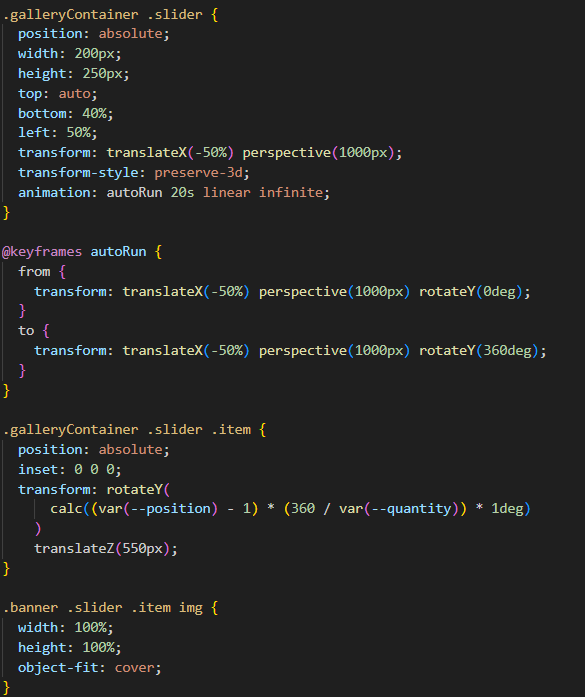 .galleryContainer .slider {
  position: absolute;
  width: 200px;
  height: 250px;
  top: auto;
  bottom: 40%;
  left: 50%;
  transform: translateX(-50%) perspective(1000px);
  transform-style: preserve-3d;
  animation: autoRun 20s linear infinite;
}

@keyframes autoRun {
  from {
    transform: translateX(-50%) perspective(1000px) rotateY(0deg);
  }
  to {
    transform: translateX(-50%) perspective(1000px) rotateY(360deg);
  }
}

.galleryContainer .slider .item {
  position: absolute;
  inset: 0 0 0;
  transform: rotateY(
      calc((var(--position) - 1) * (360 / var(--quantity)) * 1deg)
    )
    translateZ(550px);
}

.banner .slider .item img {
  width: 100%;
  height: 100%;
  object-fit: cover;
}